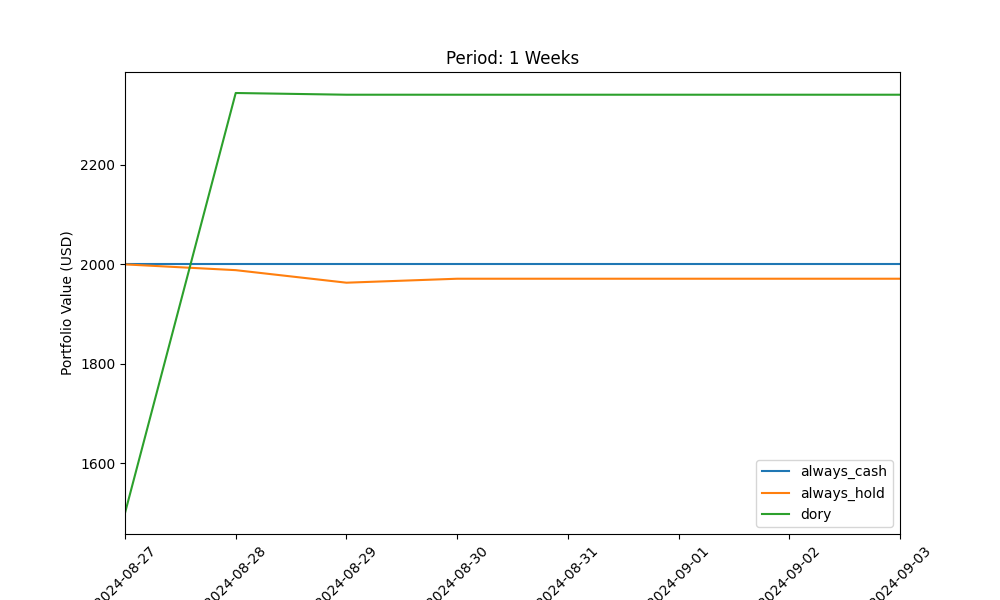 Period: 1 Weeks
Portfolio Value (USD)
2200
2000
1800
1600
always_cash
always_hold
dory
2024-08-27
2024-08-28
2024-08-29
2024-08-30
2024-08-31
2024-09-01
2024-09-02
2024-09-03